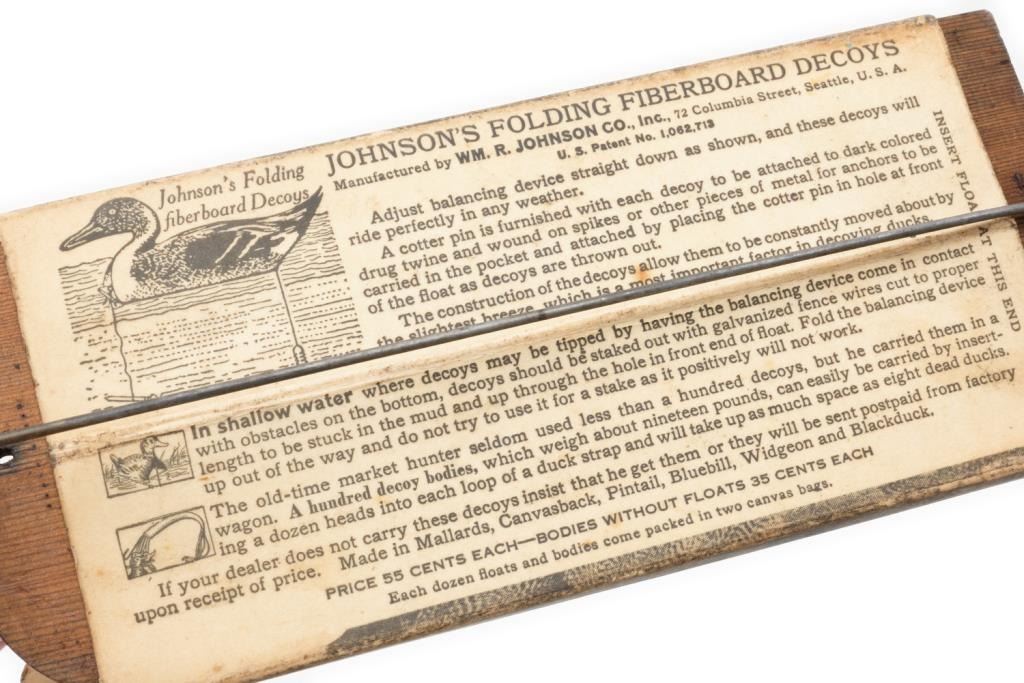 JOHNSON'S FOLDING FIBERBOARD DECOYS
Manufactured by WM. R. JOHNSON CO., Inc., 72 Columbia Street, Seattle, U. S. A.
U. S. Patent No. 1,062,713
Johnson's Folding
fiberboard Decoys
Adjust balancing device straight down as shown, and these decoys will
ride perfectly in any weather.
A cotter pin is furnished with each decoy to be attached to dark colored
drug twine and wound on spikes or other pieces of metal for anchors to be
carried in the pocket and attached by placing the cotter pin in hole at front
of the float as decoys are thrown out.
The construction of the decoys allow them to be constantly moved about by
the slightest breeze, which is a most important factor in decoying ducks.
In shallow water where decoys may be tipped by having the balancing device come in contact
with obstacles on the bottom, decoys should be staked out with galvanized fence wires cut to proper
length to be stuck in the mud and up through the hole in front end of float. Fold the balancing device
up out of the way and do not try to use it for a stake as it positively will not work.
The old-time market hunter seldom used less than a hundred decoys, but he carried them in a
wagon. A hundred decoy bodies, which weigh about nineteen pounds, can easily be carried by insert-
ing a dozen heads into each loop of a duck strap and will take up as much space as eight dead ducks.
If your dealer does not carry these decoys insist that he get them or they will be sent postpaid from factory
upon receipt of price. Made in Mallards, Canvasback, Pintail, Bluebill, Widgeon and Blackduck.
PRICE 55 CENTS EACH—BODIES WITHOUT FLOATS 35 CENTS EACH
Each dozen floats and bodies come packed in two canvas bags.
INSERT FLOAT AT THIS END